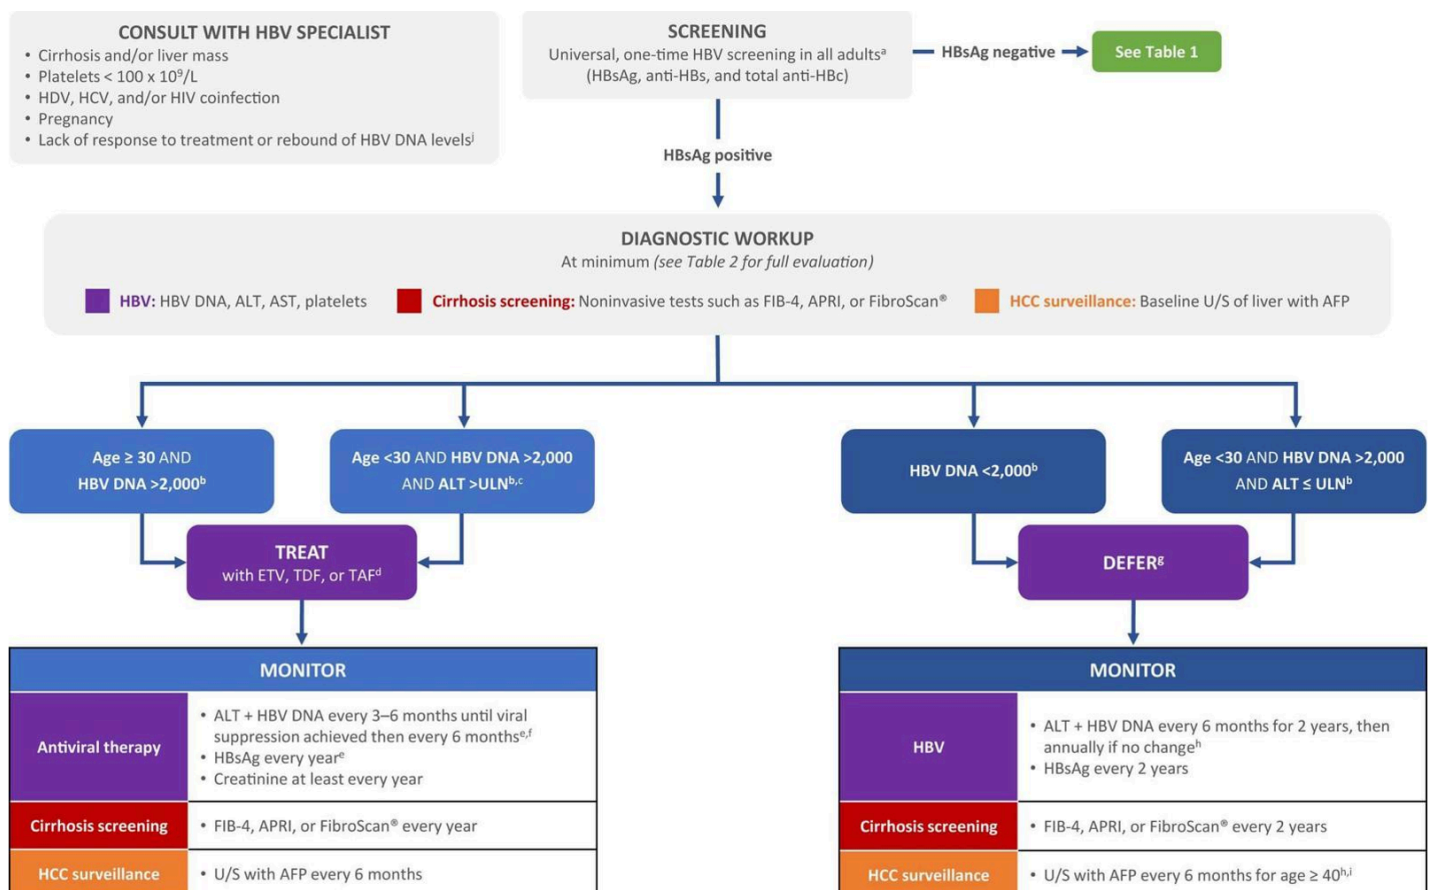 CONSULT WITH HBV SPECIALIST
• Cirrhosis and/or liver mass
• Platelets < 100 x 10⁹/L
• HDV, HCV, and/or HIV coinfection
• Pregnancy
• Lack of response to treatment or rebound of HBV DNA levelsʲ
SCREENING
Universal, one-time HBV screening in all adultsᵃ
(HBsAg, anti-HBs, and total anti-HBc)
HBsAg negative
See Table 1
HBsAg positive
DIAGNOSTIC WORKUP
At minimum (see Table 2 for full evaluation)
HBV: HBV DNA, ALT, AST, platelets
Cirrhosis screening: Noninvasive tests such as FIB-4, APRI, or FibroScan®
HCC surveillance: Baseline U/S of liver with AFP
Age ≥ 30 AND
HBV DNA >2,000ᵇ
Age <30 AND HBV DNA >2,000
AND ALT >ULNᵇ,ᶜ
HBV DNA <2,000ᵇ
Age <30 AND HBV DNA >2,000
AND ALT ≤ ULNᵇ
TREAT
with ETV, TDF, or TAFᵈ
DEFERᵍ
MONITOR
Antiviral therapy
• ALT + HBV DNA every 3–6 months until viral
suppression achieved then every 6 monthsᵉ,ᶠ
• HBsAg every yearᵉ
• Creatinine at least every year
Cirrhosis screening
• FIB-4, APRI, or FibroScan® every year
HCC surveillance
• U/S with AFP every 6 months
MONITOR
HBV
• ALT + HBV DNA every 6 months for 2 years, then
annually if no changeʰ
• HBsAg every 2 years
Cirrhosis screening
• FIB-4, APRI, or FibroScan® every 2 years
HCC surveillance
• U/S with AFP every 6 months for age ≥ 40ʰ,ⁱ